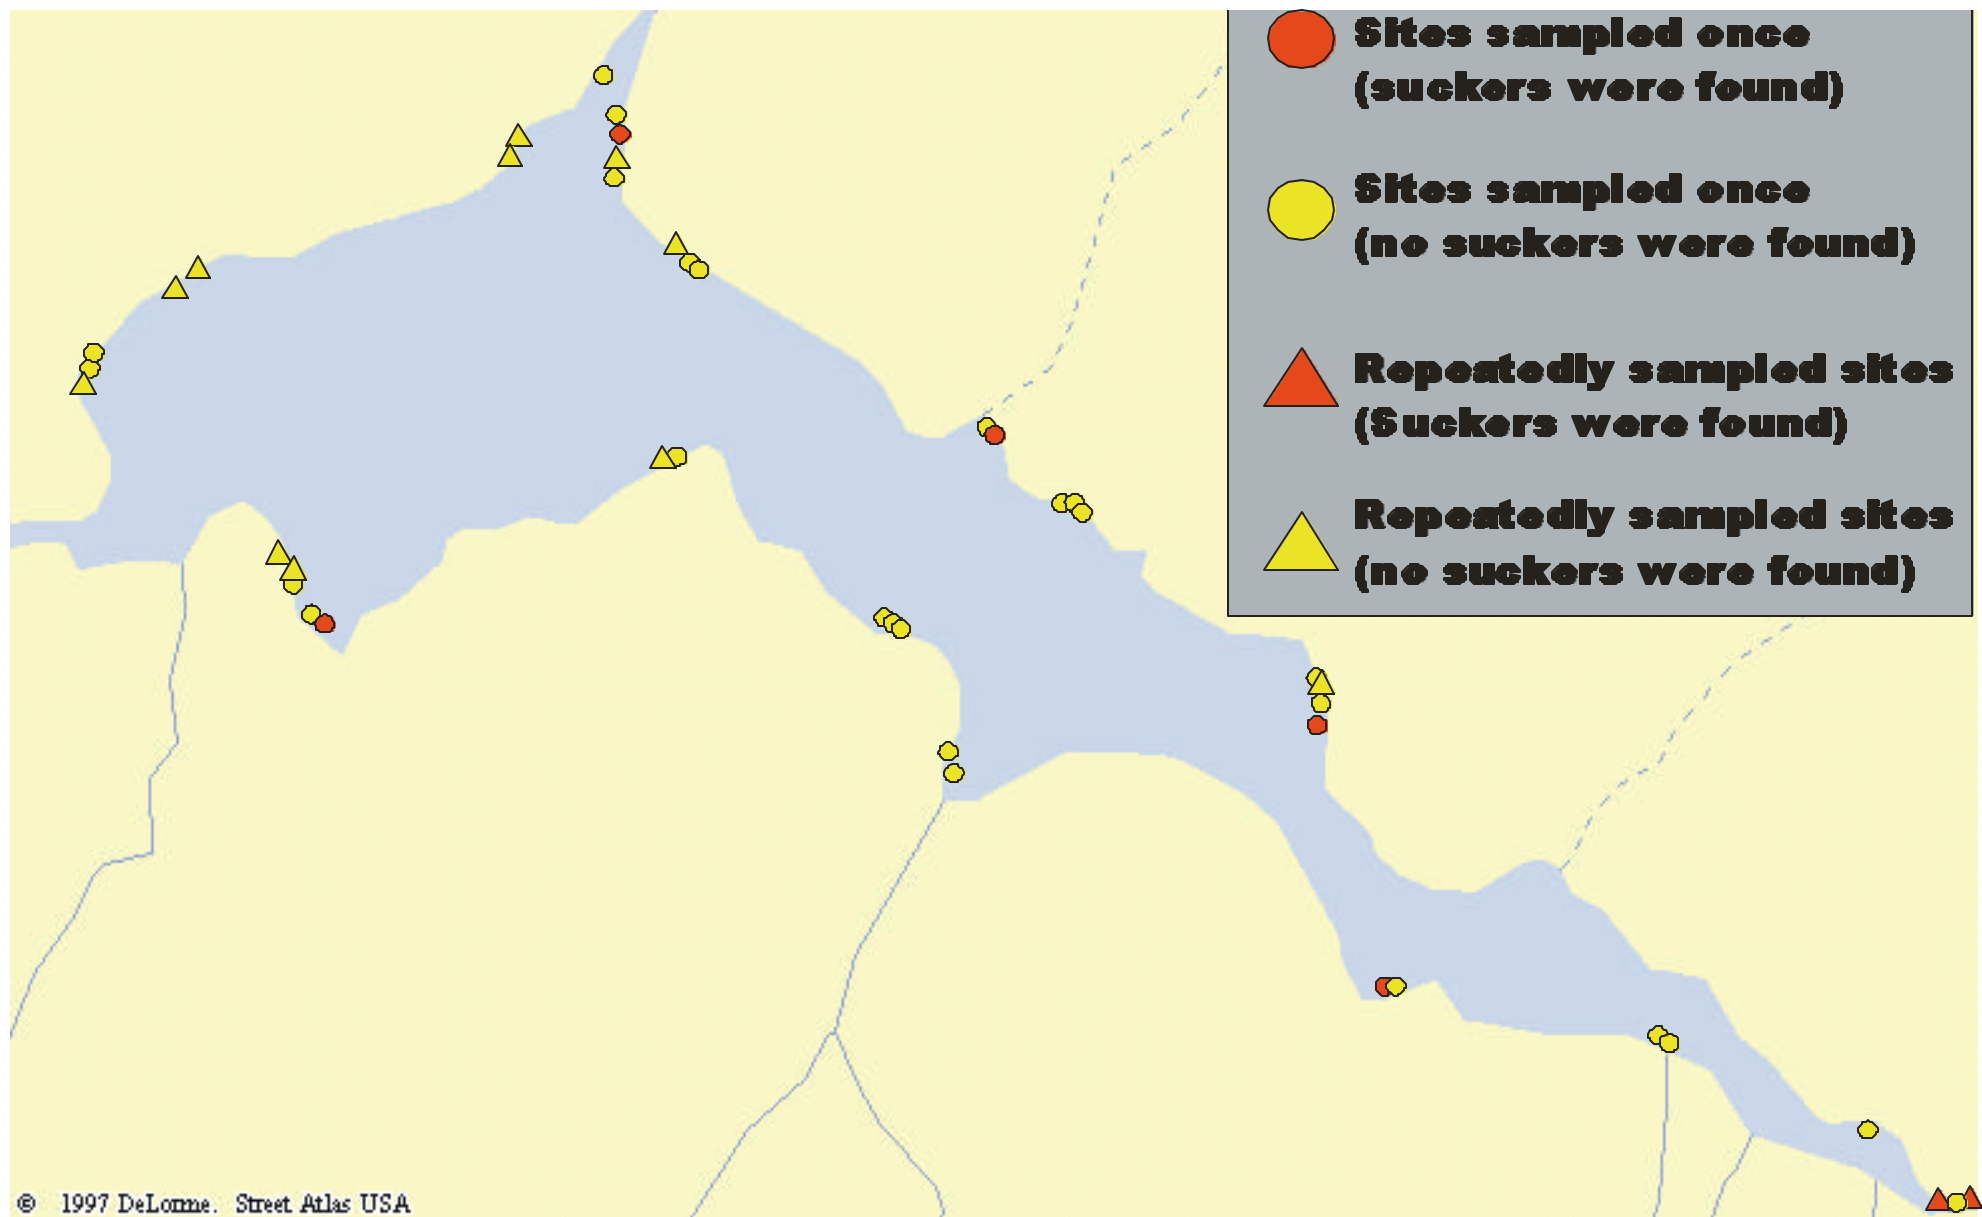 Sites sampled once
(suckers were found)
Sites sampled once
(no suckers were found)
Repeatedly sampled sites
(Suckers were found)
Repeatedly sampled sites
(no suckers were found)
© 1997 DeLorme. Street Atlas USA